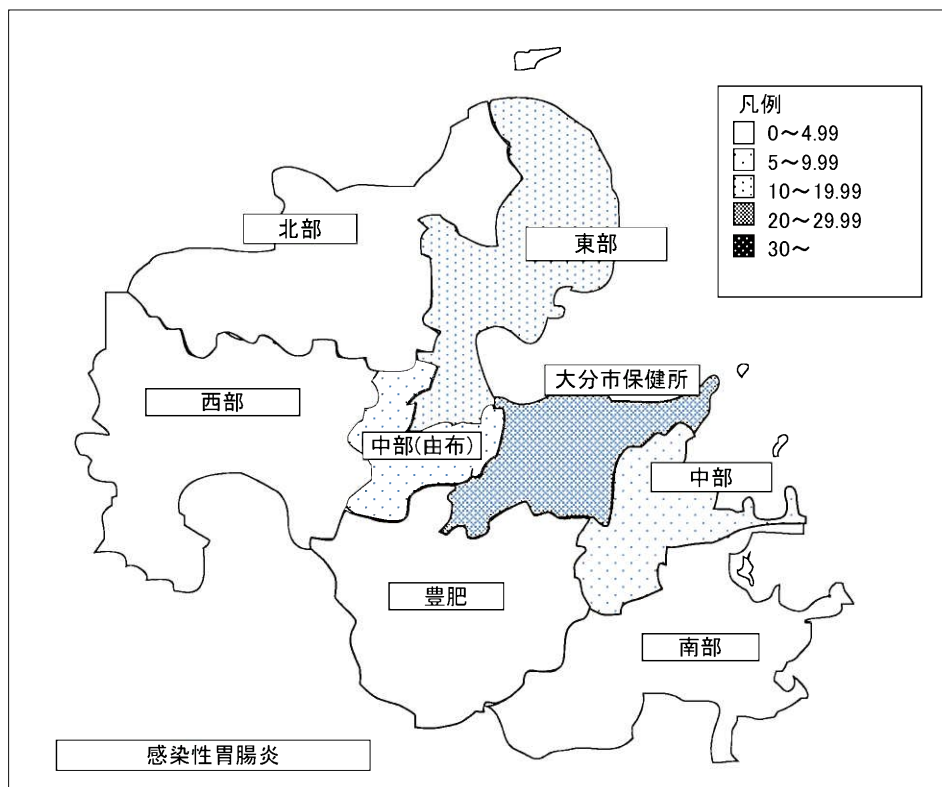 凡例
0～4.99
5～9.99
10～19.99
20～29.99
30～
北部
東部
大分市保健所
西部
中部(由布)
中部
豊肥
南部
感染性胃腸炎